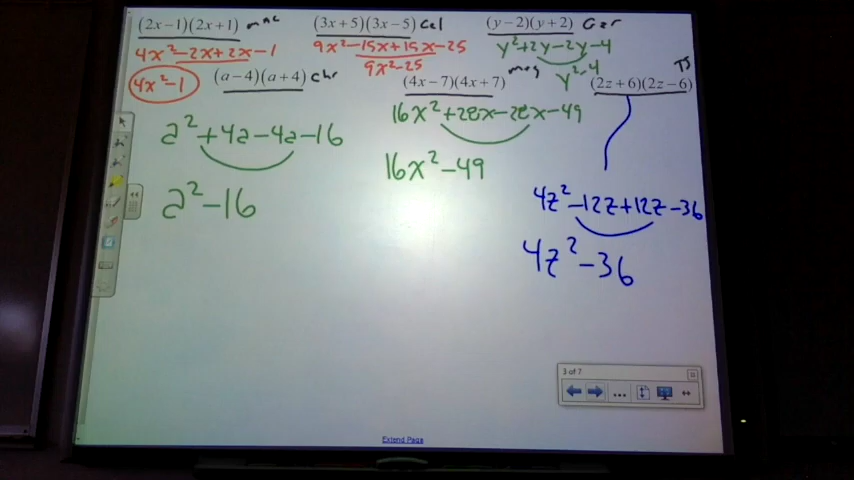 (2x−1)(2x+1) mac
(3x+5)(3x−5) Cel
(y−2)(y+2) Gar
4x²−2x+2x−1
9x²−15x+15x−25
y²+2y−2y−4
4x²−1
9x²−25
y²−4
(a−4)(a+4) Chr
(4x−7)(4x+7) mrg
(2z+6)(2z−6) TJ
a²+4a−4a−16
16x²+28x−28x−49
4z²−12z+12z−36
a²−16
16x²−49
4z²−36
3 of 7
Extend Page